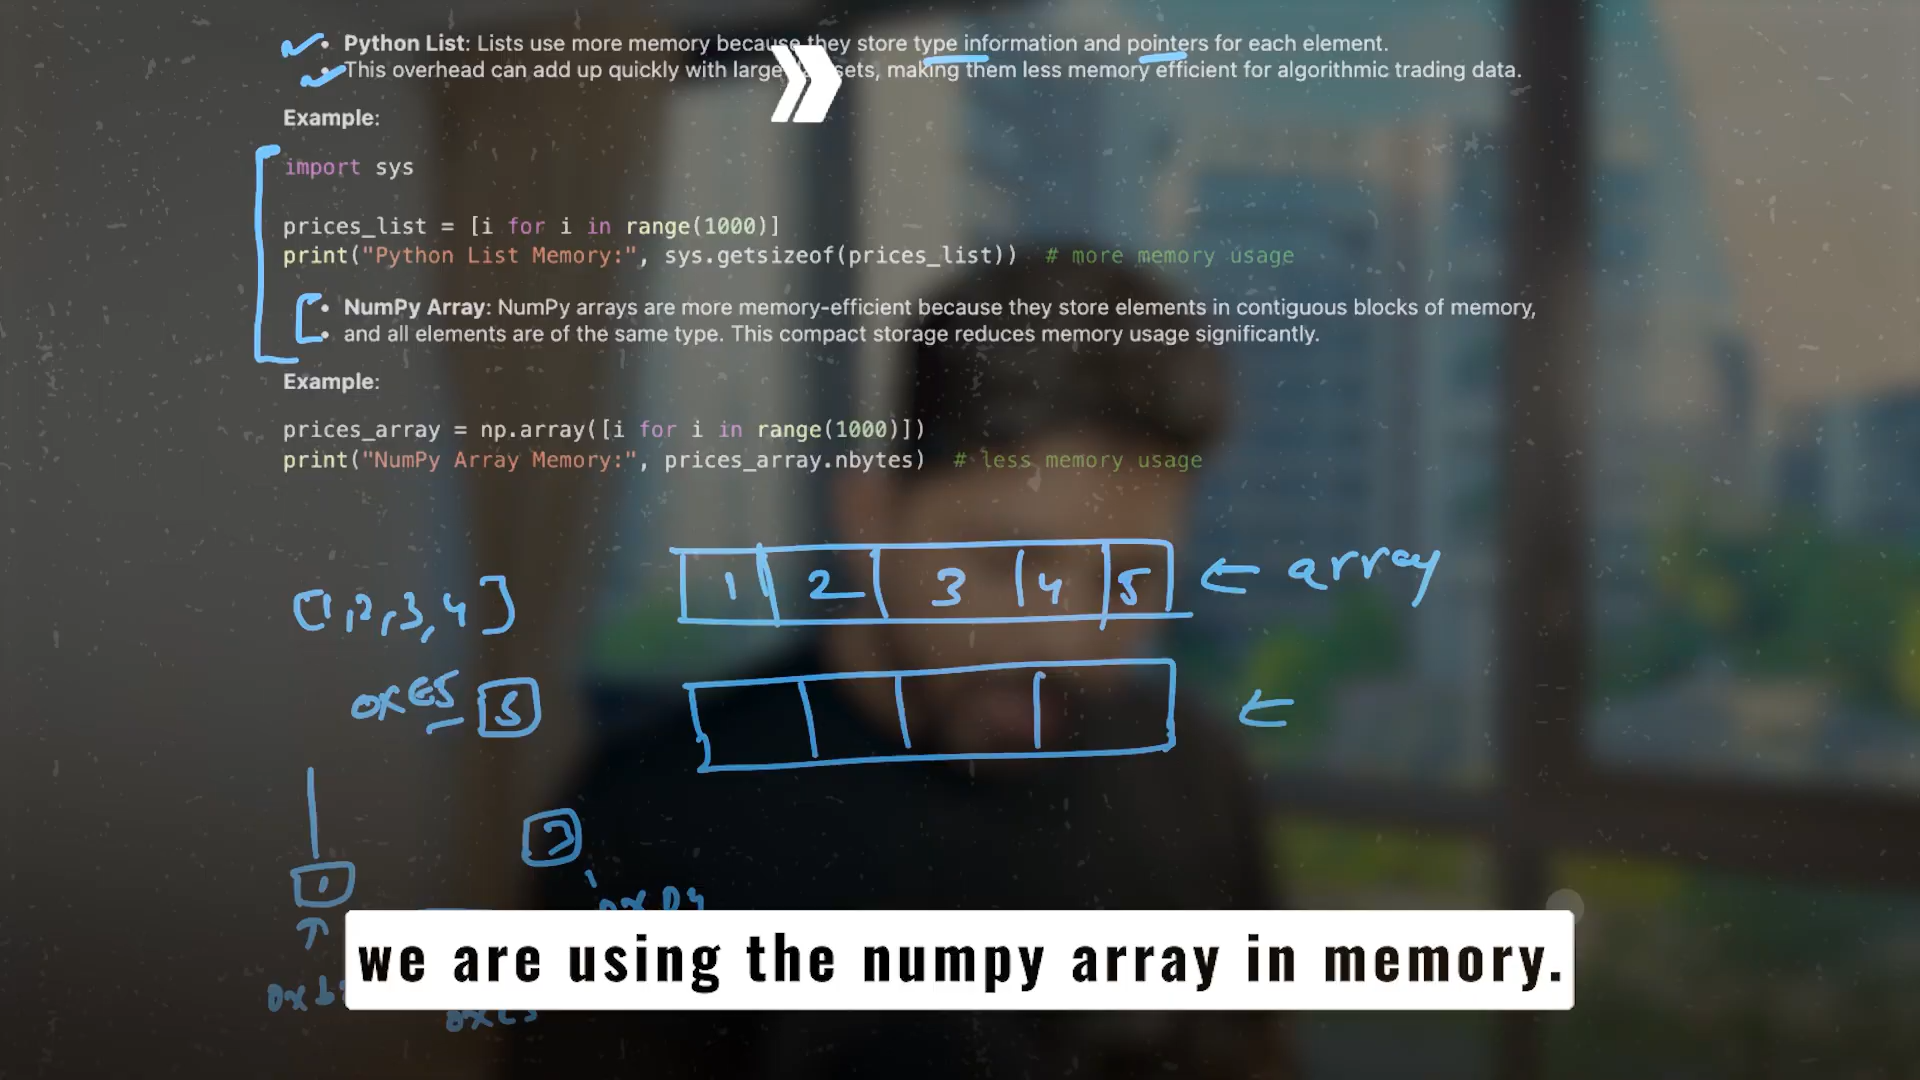 Python List: Lists use more memory because they store type information and pointers for each element.
This overhead can add up quickly with large sets, making them less memory efficient for algorithmic trading data.
Example:
import sys
prices_list = [i for i in range(1000)]
print("Python List Memory:", sys.getsizeof(prices_list)) # more memory usage
NumPy Array: NumPy arrays are more memory-efficient because they store elements in contiguous blocks of memory,
and all elements are of the same type. This compact storage reduces memory usage significantly.
Example:
prices_array = np.array([i for i in range(1000)])
print("NumPy Array Memory:", prices_array.nbytes) # less memory usage
1 2 3 4 5 ← array
[1,2,3,4]
5
we are using the numpy array in memory.